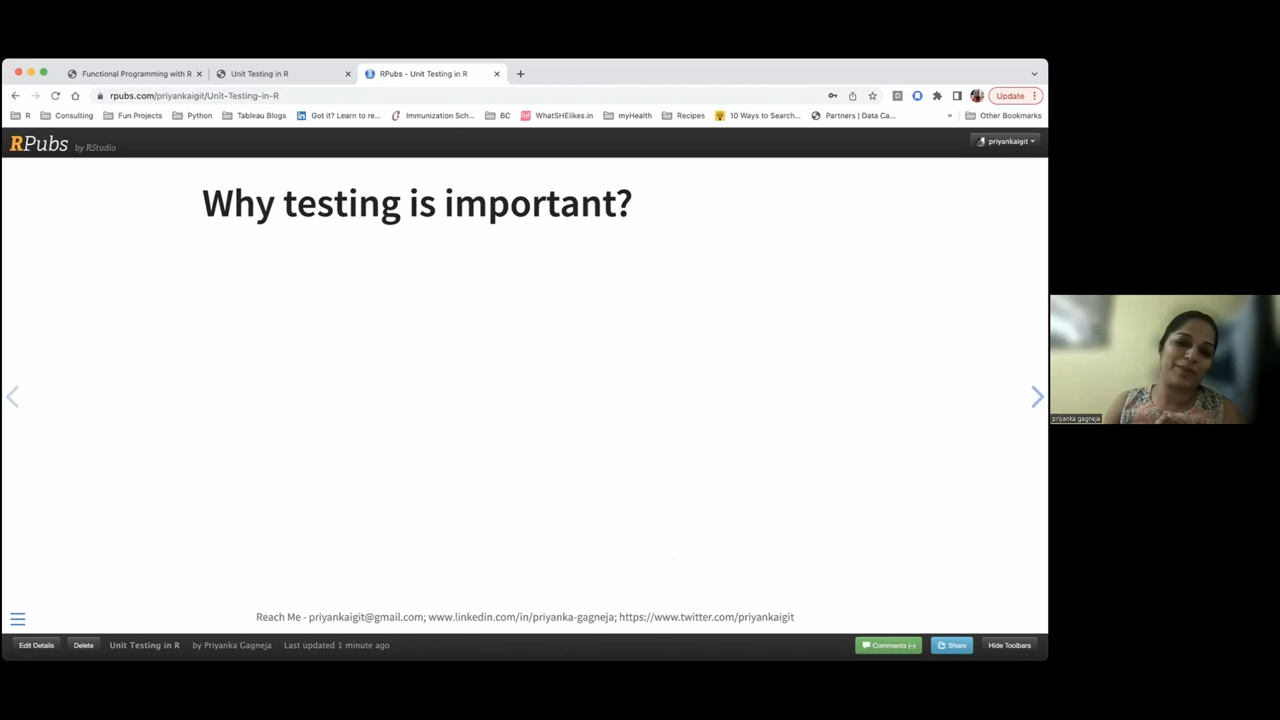 Functional Programming with R
Unit Testing in R
RPubs - Unit Testing in R
rpubs.com/priyankaigit/Unit-Testing-in-R
Update
R
Consulting
Fun Projects
Python
Tableau Blogs
Got it? Learn to re...
Immunization Sch...
BC
WhatSHElikes.in
myHealth
Recipes
10 Ways to Search...
Partners | Data Ca...
»
Other Bookmarks
RPubs by RStudio
priyankaigit
Why testing is important?
priyanka gagneja
Reach Me - priyankaigit@gmail.com; www.linkedin.com/in/priyanka-gagneja; https://www.twitter.com/priyankaigit
Edit Details
Delete
Unit Testing in R
by Priyanka Gagneja
Last updated 1 minute ago
Comments (–)
Share
Hide Toolbars